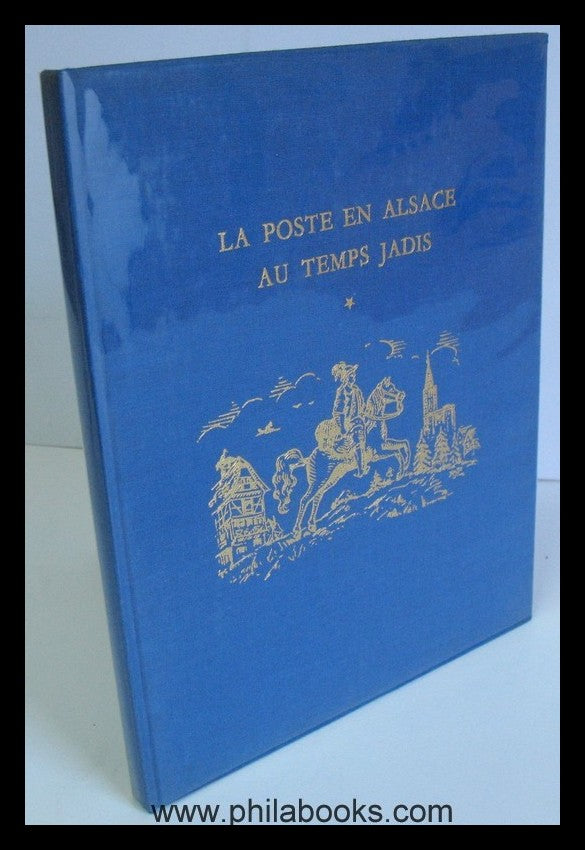 LA POSTE EN ALSACE
AU TEMPS JADIS
www.philabooks.com